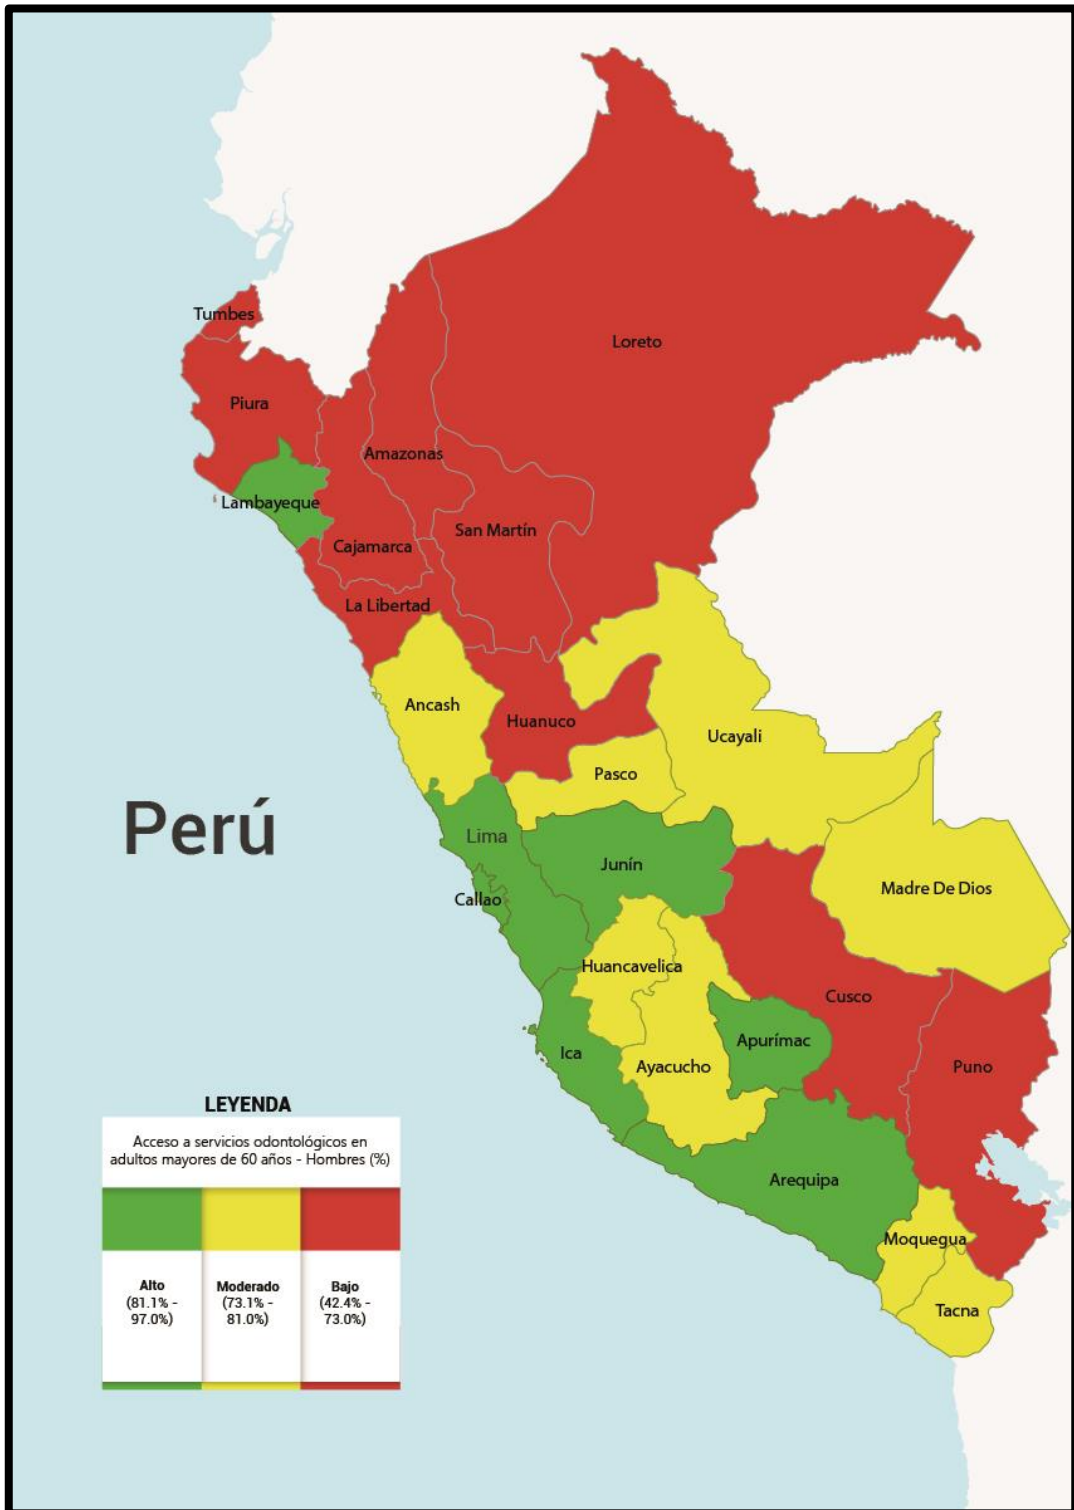 Tumbes
Loreto
Piura
Amazonas
Lambayeque
San Martín
Cajamarca
La Libertad
Ancash
Huanuco
Ucayali
Pasco
Perú
Lima
Junín
Madre De Dios
Callao
Huancavelica
Cusco
Apurímac
Ica
Ayacucho
Puno
Arequipa
Moquegua
Tacna
LEYENDA
Acceso a servicios odontológicos en
adultos mayores de 60 años - Hombres (%)
Alto
(81.1% -
97.0%)
Moderado
(73.1% -
81.0%)
Bajo
(42.4% -
73.0%)